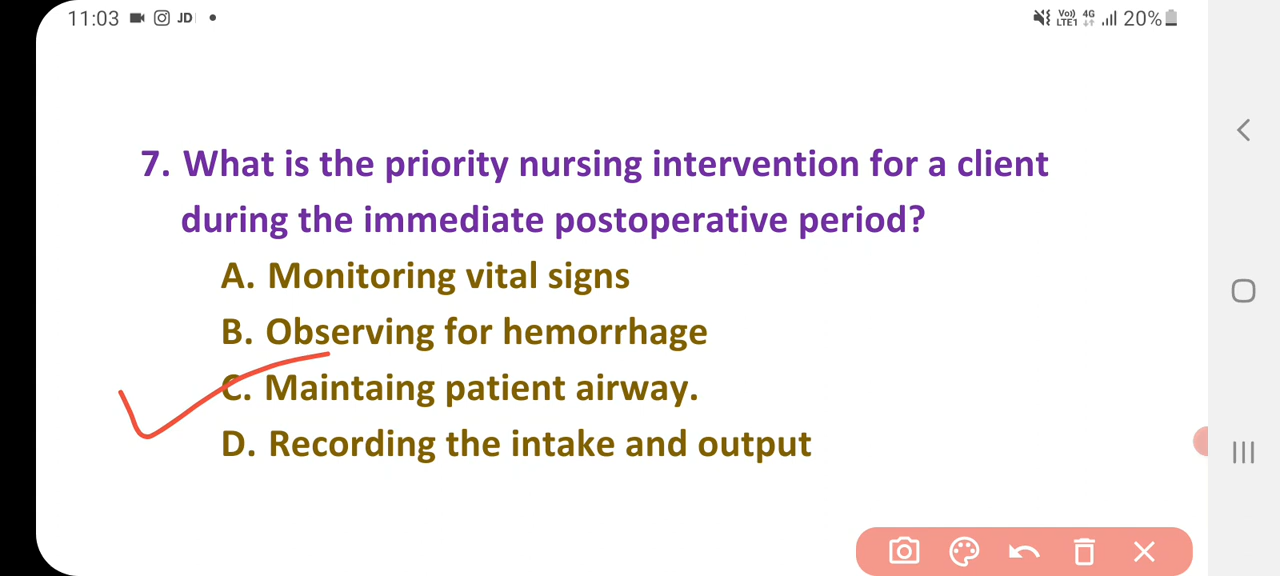 11:03 JD
Vo)) 4G
LTE1 20%
7. What is the priority nursing intervention for a client
during the immediate postoperative period?
A. Monitoring vital signs
B. Observing for hemorrhage
C. Maintaing patient airway.
D. Recording the intake and output